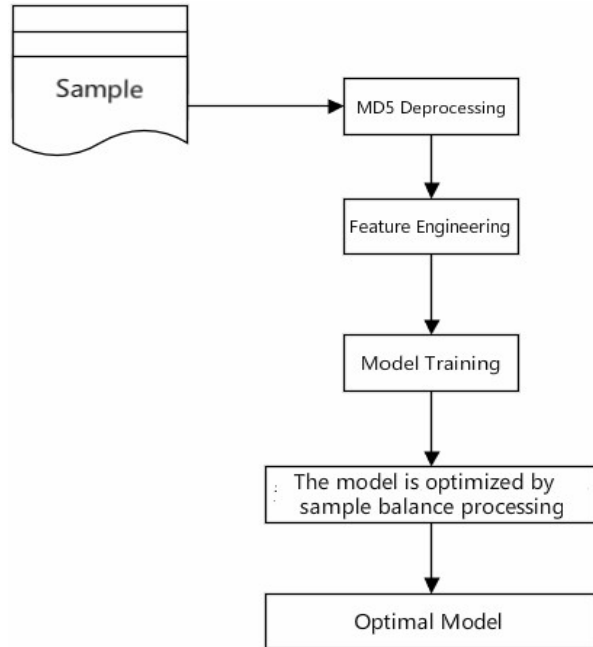 Sample
MD5 Deprocessing
Feature Engineering
Model Training
The model is optimized by
sample balance processing
Optimal Model